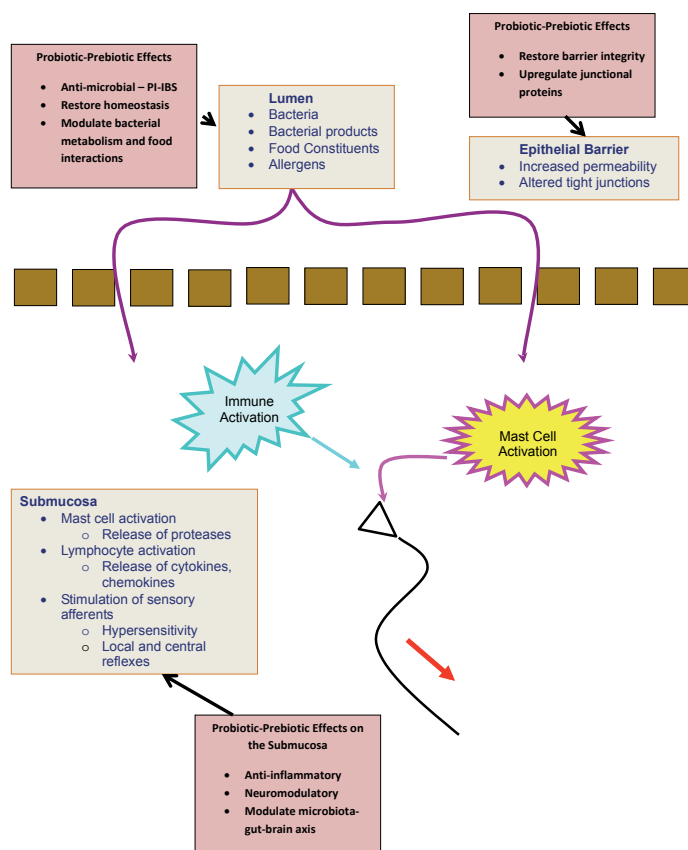 Probiotic-Prebiotic Effects
• Anti-microbial – PI-IBS
• Restore homeostasis
• Modulate bacterial
metabolism and food
interactions
Lumen
• Bacteria
• Bacterial products
• Food Constituents
• Allergens
Probiotic-Prebiotic Effects
• Restore barrier integrity
• Upregulate junctional
proteins
Epithelial Barrier
• Increased permeability
• Altered tight junctions
Immune
Activation
Mast Cell
Activation
Submucosa
• Mast cell activation
o Release of proteases
• Lymphocyte activation
o Release of cytokines,
chemokines
• Stimulation of sensory
afferents
o Hypersensitivity
o Local and central
reflexes
Probiotic-Prebiotic Effects on
the Submucosa
• Anti-inflammatory
• Neuromodulatory
• Modulate microbiota-
gut-brain axis